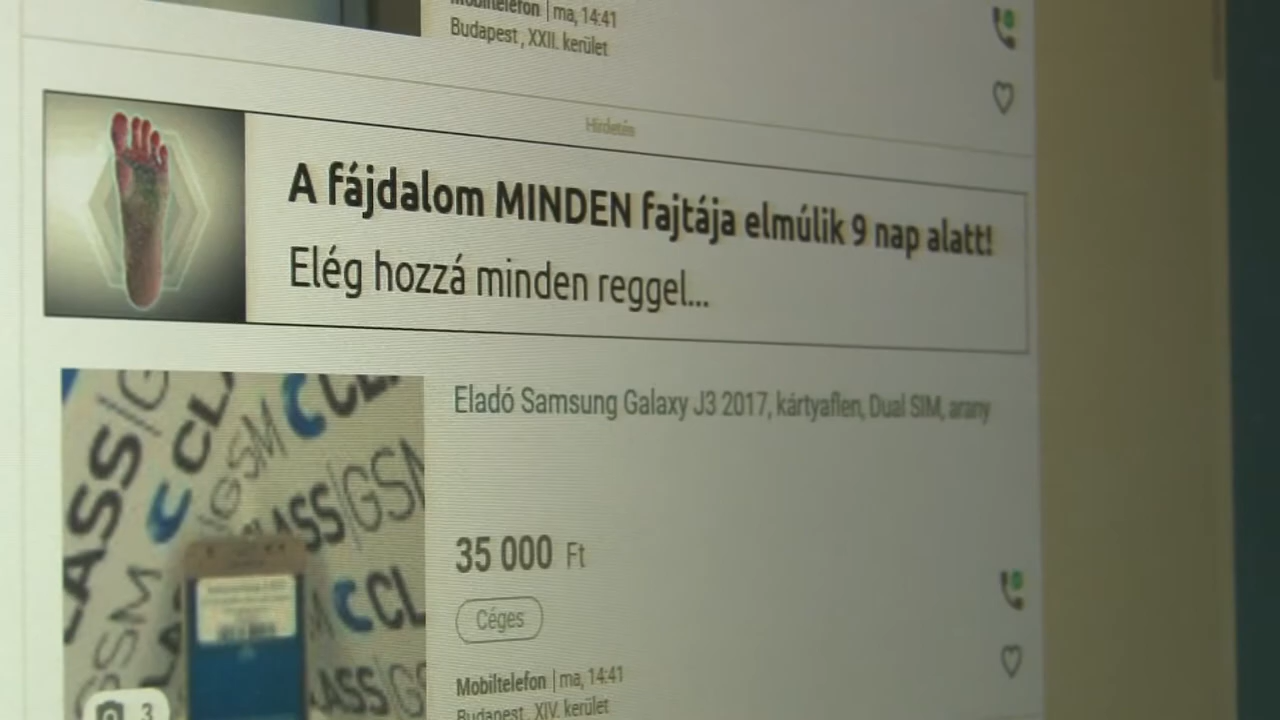 Mobiltelefon | ma, 14:41
Budapest, XXII. kerület
Hirdetés
A fájdalom MINDEN fajtája elmúlik 9 nap alatt!
Elég hozzá minden reggel...
Eladó Samsung Galaxy J3 2017, kártyaflen, Dual SIM, arany
35 000 Ft
Céges
Mobiltelefon | ma, 14:41
Budapest, XIV. kerület
3